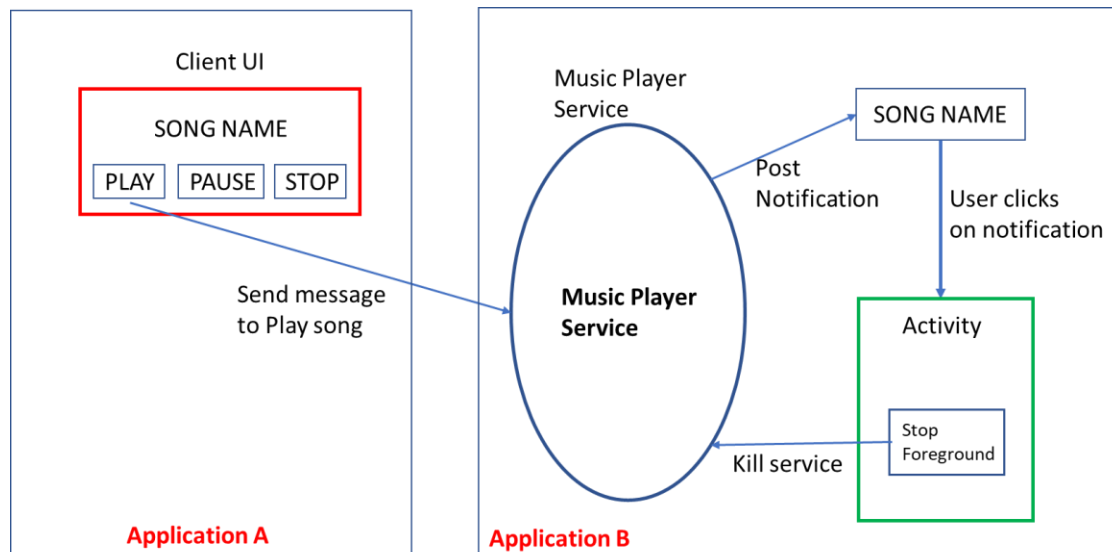 Client UI
SONG NAME
PLAY
PAUSE
STOP
Send message
to Play song
Application A
Music Player
Service
Music Player
Service
Post
Notification
SONG NAME
User clicks
on notification
Activity
Stop
Foreground
Kill service
Application B